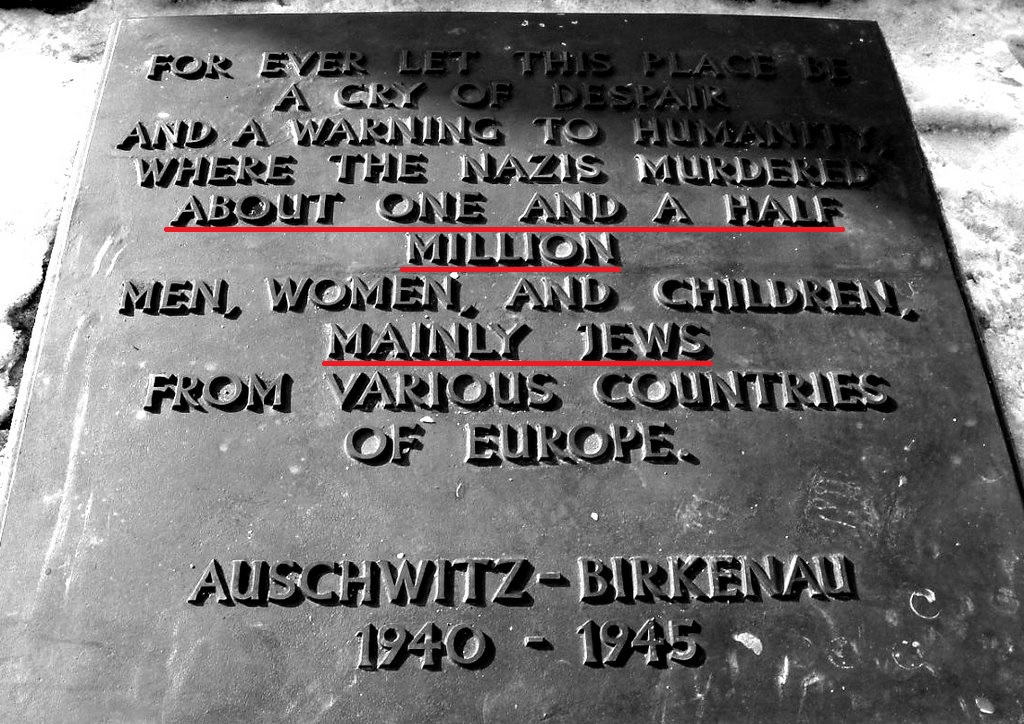 FOR EVER LET THIS PLACE BE
A CRY OF DESPAIR
AND A WARNING TO HUMANITY,
WHERE THE NAZIS MURDERED
ABOUT ONE AND A HALF
MILLION
MEN, WOMEN, AND CHILDREN,
MAINLY JEWS
FROM VARIOUS COUNTRIES
OF EUROPE.
AUSCHWITZ-BIRKENAU
1940 - 1945